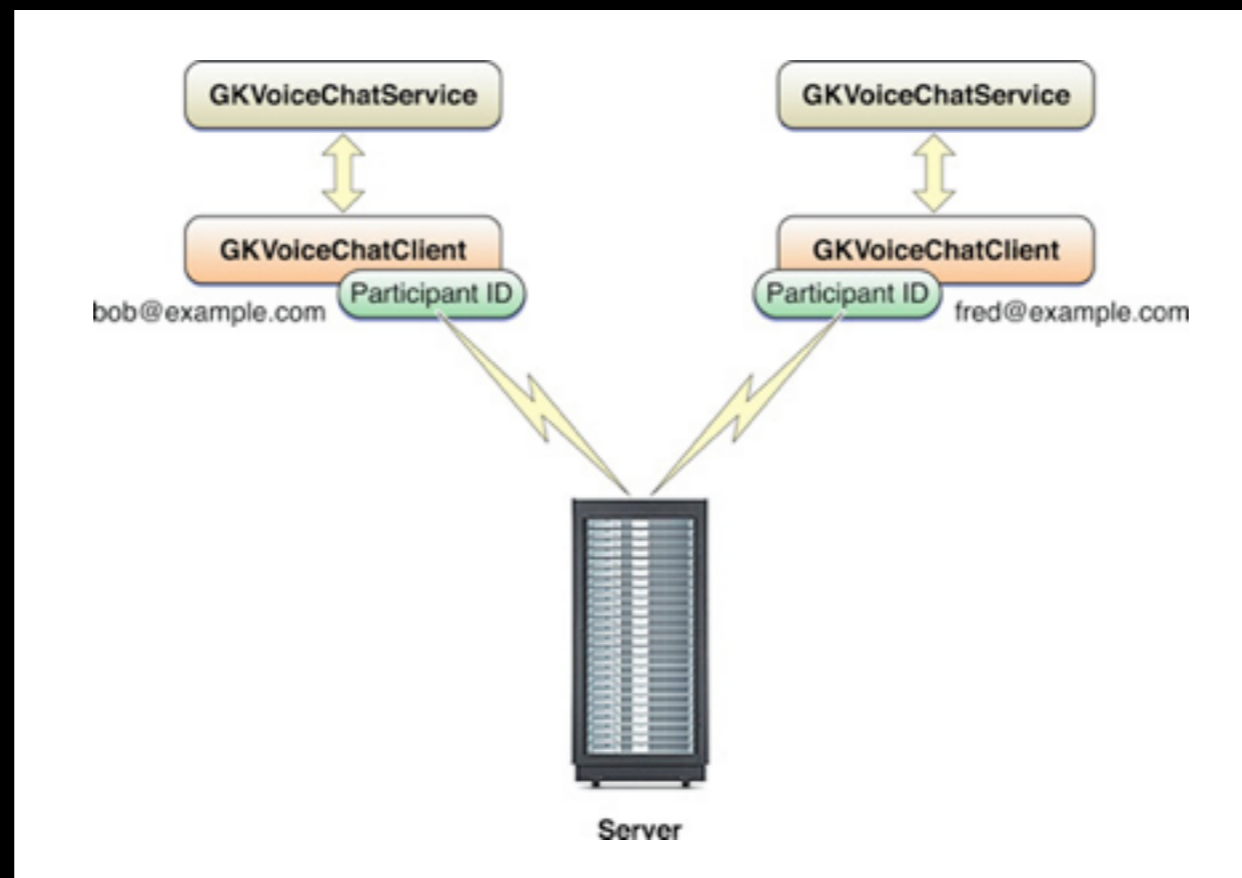 GKVoiceChatService
GKVoiceChatService
GKVoiceChatClient
GKVoiceChatClient
Participant ID
Participant ID
bob@example.com
fred@example.com
Server